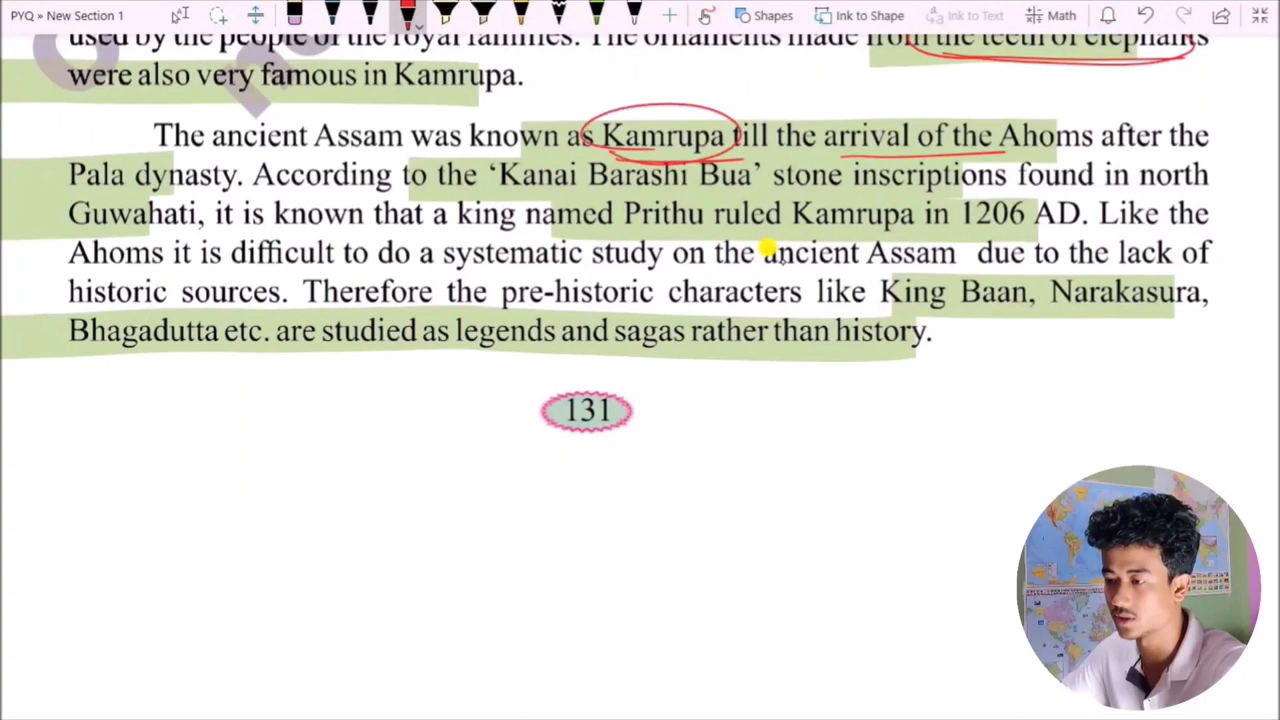 PYQ » New Section 1
Shapes
Ink to Shape
Ink to Text
Math
used by the people of the royal families. The ornaments made from the teeth of elephants
were also very famous in Kamrupa.
The ancient Assam was known as Kamrupa till the arrival of the Ahoms after the
Pala dynasty. According to the ‘Kanai Barashi Bua’ stone inscriptions found in north
Guwahati, it is known that a king named Prithu ruled Kamrupa in 1206 AD. Like the
Ahoms it is difficult to do a systematic study on the ancient Assam due to the lack of
historic sources. Therefore the pre-historic characters like King Baan, Narakasura,
Bhagadutta etc. are studied as legends and sagas rather than history.
131